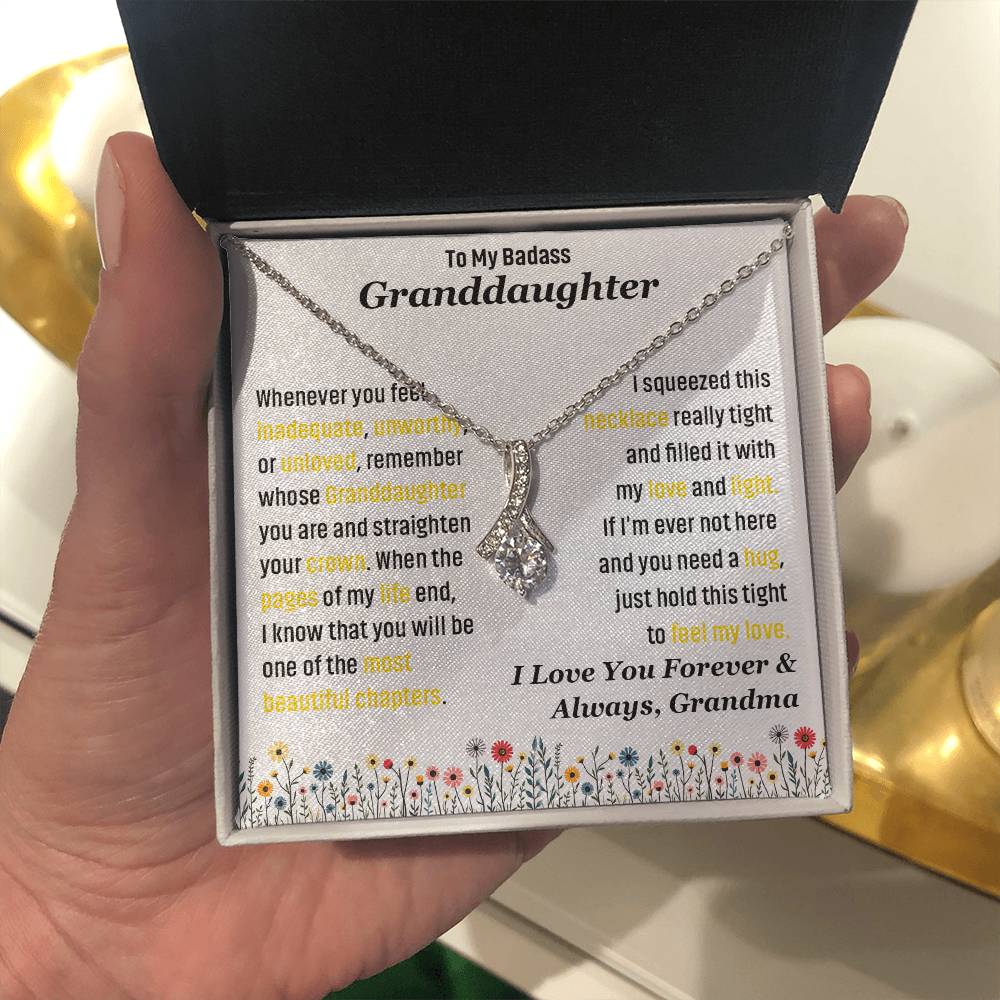 To My Badass
Granddaughter
Whenever you feel
inadequate, unworthy,
or unloved, remember
whose Granddaughter
you are and straighten
your crown. When the
pages of my life end,
I know that you will be
one of the most
beautiful chapters.
I squeezed this
necklace really tight
and filled it with
my love and light.
If I'm ever not here
and you need a hug,
just hold this tight
to feel my love.
I Love You Forever &
Always, Grandma